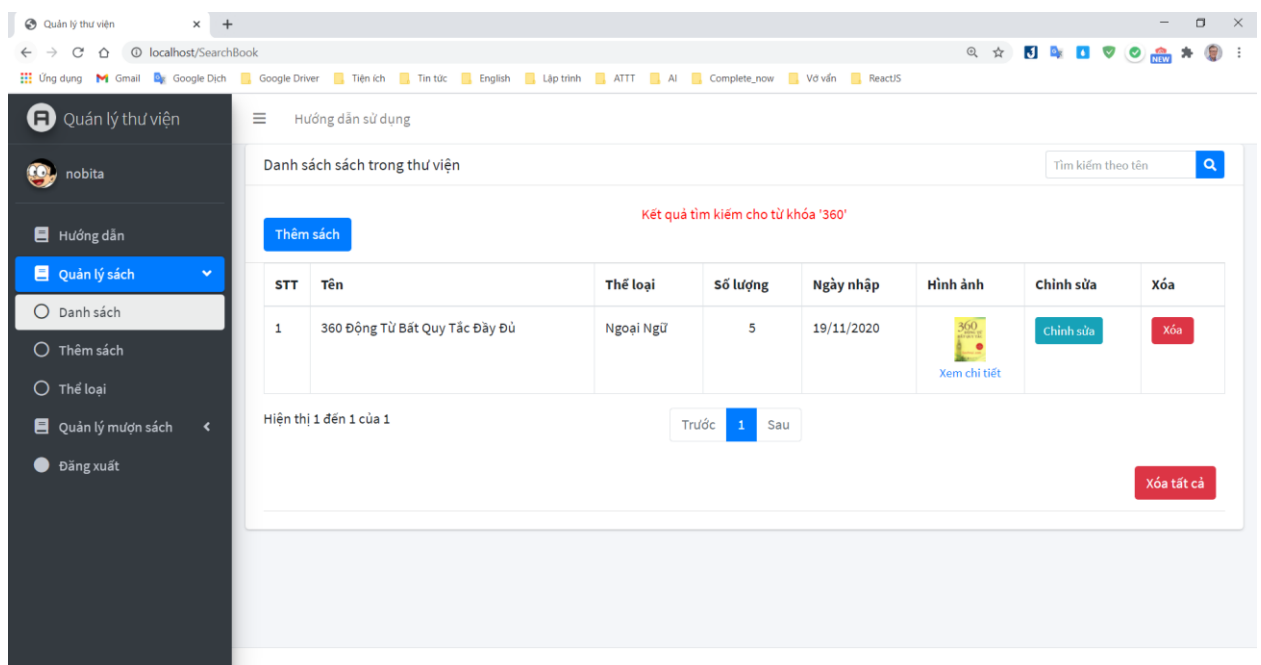 Quản lý thư viện
localhost/SearchBook
NEW
Ứng dụng Gmail Google Dịch Google Driver Tiện ích Tin tức English Lập trình ATTT AI Complete_now Vớ vẩn ReactJS
Quản lý thư viện
Hướng dẫn sử dụng
nobita
Hướng dẫn
Quản lý sách
Danh sách
Thêm sách
Thể loại
Quản lý mượn sách
Đăng xuất
Danh sách sách trong thư viện
Tìm kiếm theo tên
Kết quả tìm kiếm cho từ khóa '360'
Thêm sách
STT Tên Thể loại Số lượng Ngày nhập Hình ảnh Chỉnh sửa Xóa
1 360 Động Từ Bất Quy Tắc Đầy Đủ Ngoại Ngữ 5 19/11/2020 360 Chỉnh sửa Xóa
Xem chi tiết
Hiện thị 1 đến 1 của 1
Trước 1 Sau
Xóa tất cả